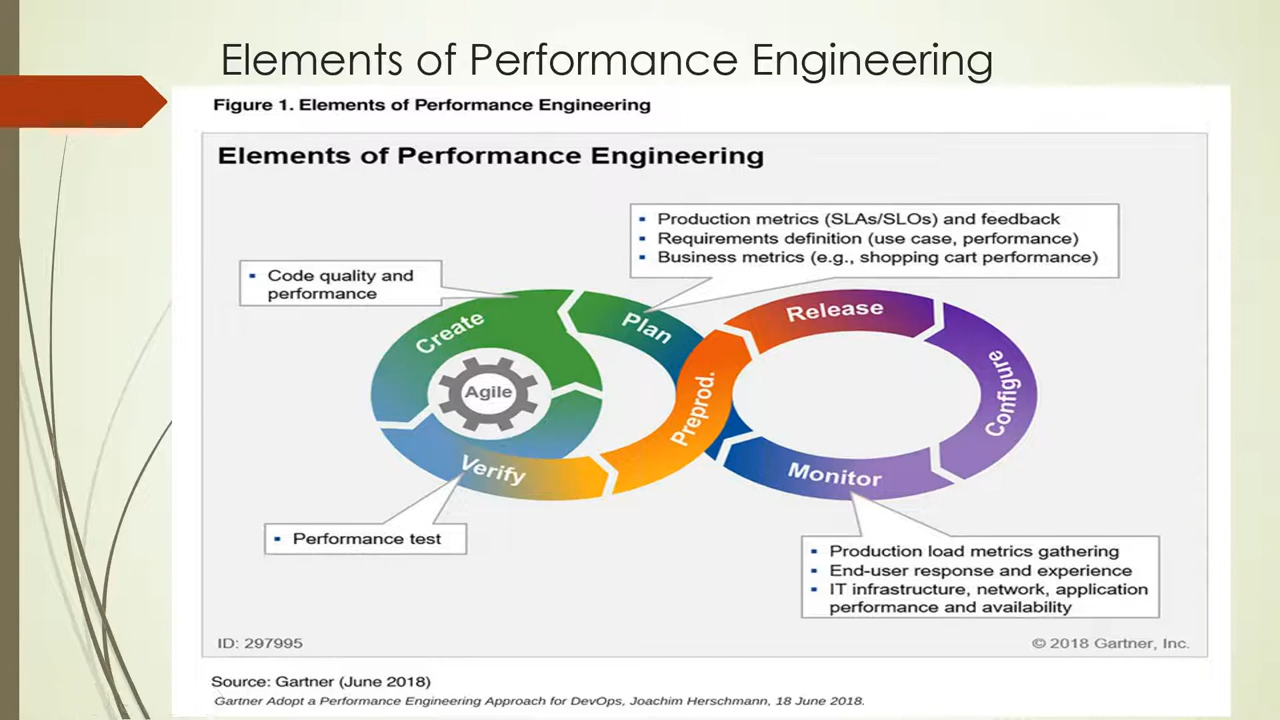 Elements of Performance Engineering
Figure 1. Elements of Performance Engineering
Elements of Performance Engineering
▪ Production metrics (SLAs/SLOs) and feedback
▪ Requirements definition (use case, performance)
▪ Business metrics (e.g., shopping cart performance)
▪ Code quality and
performance
Create
Plan
Release
Configure
Agile
Preprod.
Verify
Monitor
▪ Performance test
▪ Production load metrics gathering
▪ End-user response and experience
▪ IT infrastructure, network, application
performance and availability
ID: 297995
© 2018 Gartner, Inc.
Source: Gartner (June 2018)
Gartner Adopt a Performance Engineering Approach for DevOps, Joachim Herschmann, 18 June 2018.